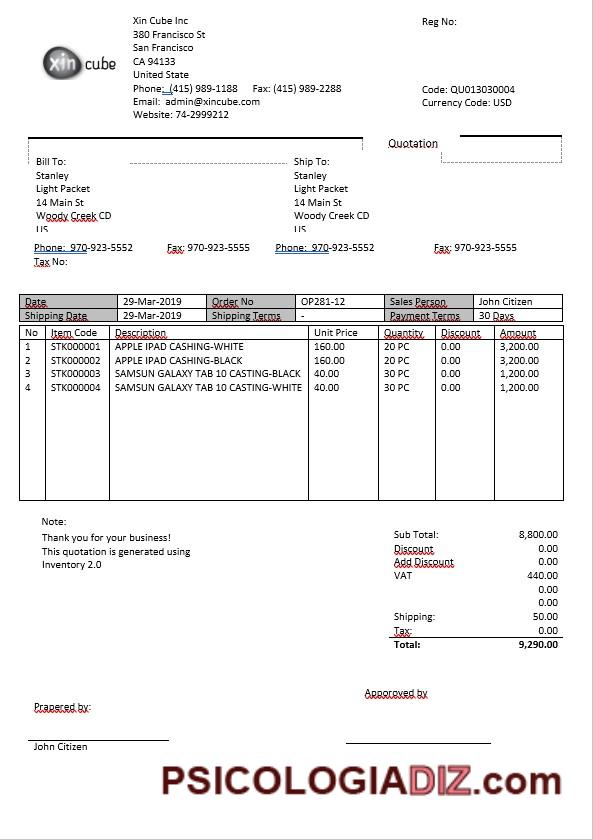 Xin Cube Inc
380 Francisco St
San Francisco
CA 94133
United State
Phone: (415) 989-1188 Fax: (415) 989-2288
Email: admin@xincube.com
Website: 74-2999212
xin cube
Reg No:
Code: QU013030004
Currency Code: USD
Quotation
Bill To:
Stanley
Light Packet
14 Main St
Woody Creek CD
US
Phone: 970-923-5552 Fax: 970-923-5555
Tax No:
Ship To:
Stanley
Light Packet
14 Main St
Woody Creek CD
US
Phone: 970-923-5552 Fax: 970-923-5555
Date 29-Mar-2019 Order No OP281-12 Sales Person John Citizen
Shipping Date 29-Mar-2019 Shipping Terms - Payment Terms 30 Days
No Item Code Description Unit Price Quantity Discount Amount
1 STK000001 APPLE IPAD CASHING-WHITE 160.00 20 PC 0.00 3,200.00
2 STK000002 APPLE IPAD CASHING-BLACK 160.00 20 PC 0.00 3,200.00
3 STK000003 SAMSUN GALAXY TAB 10 CASTING-BLACK 40.00 30 PC 0.00 1,200.00
4 STK000004 SAMSUN GALAXY TAB 10 CASTING-WHITE 40.00 30 PC 0.00 1,200.00
Note:
Thank you for your business!
This quotation is generated using
Inventory 2.0
Sub Total: 8,800.00
Discount 0.00
Add Discount 0.00
VAT 440.00
0.00
0.00
Shipping: 50.00
Tax: 0.00
Total: 9,290.00
Prapered by:
John Citizen
Apporoved by
PSICOLOGIADIZ.com